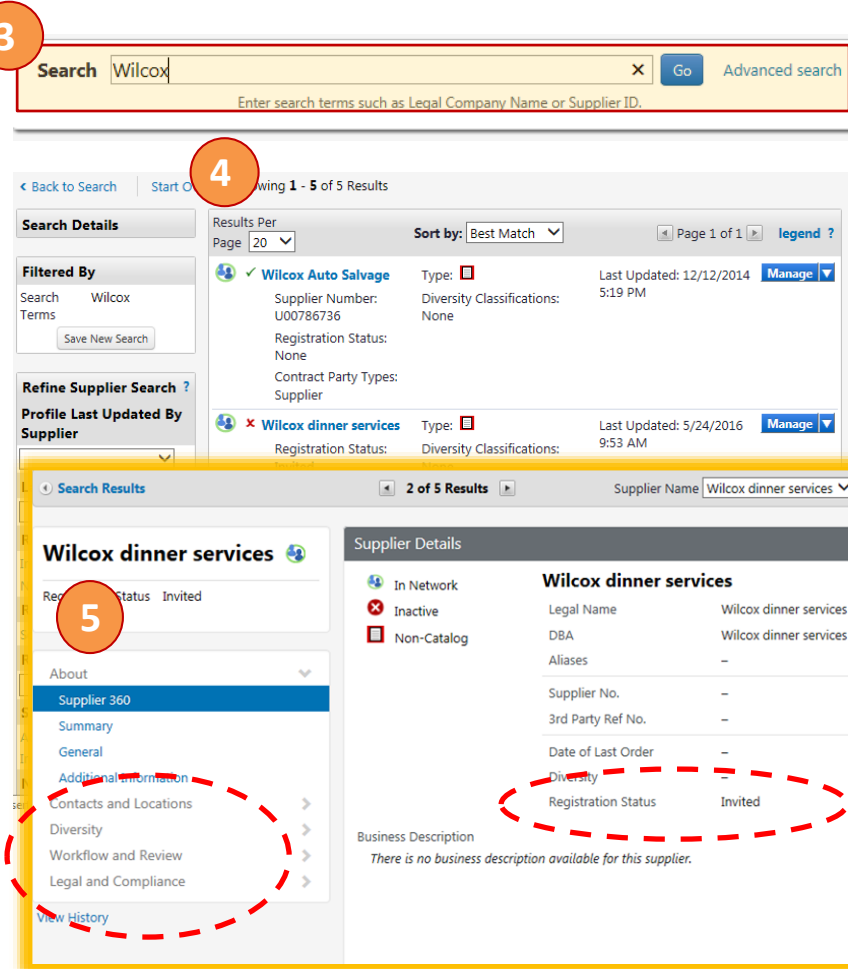 3
Search Wilcox × Go Advanced search
Enter search terms such as Legal Company Name or Supplier ID.
4
Back to Search Start O wing 1 - 5 of 5 Results
Search Details
Results Per
Page 20 Sort by: Best Match Page 1 of 1 legend ?
Filtered By
Search Wilcox
Terms
Save New Search
Refine Supplier Search ?
Profile Last Updated By
Supplier
Wilcox Auto Salvage Type: Last Updated: 12/12/2014 Manage
5:19 PM
Supplier Number: Diversity Classifications:
U00786736 None
Registration Status:
None
Contract Party Types:
Supplier
Wilcox dinner services Type: Last Updated: 5/24/2016 Manage
9:53 AM
Registration Status: Diversity Classifications:
Invited None
Search Results 2 of 5 Results Supplier Name Wilcox dinner services
Wilcox dinner services
Status Invited
5
About
Supplier 360
Summary
General
Additional Information
Contacts and Locations
Diversity
Workflow and Review
Legal and Compliance
View History
Supplier Details
In Network
Inactive
Non-Catalog
Wilcox dinner services
Legal Name Wilcox dinner services
DBA Wilcox dinner services
Aliases –
Supplier No. –
3rd Party Ref No. –
Date of Last Order –
Diversity –
Registration Status Invited
Business Description
There is no business description available for this supplier.